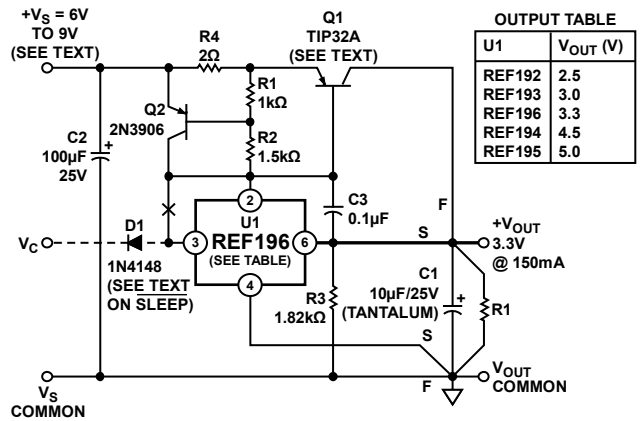 +VS = 6V
TO 9V
(SEE TEXT)
R4
2Ω
Q1
TIP32A
(SEE TEXT)
OUTPUT TABLE
U1 VOUT (V)
REF192 2.5
REF193 3.0
REF196 3.3
REF194 4.5
REF195 5.0
R1
1kΩ
Q2
2N3906
R2
1.5kΩ
C2
100µF
25V
+
C3
0.1µF
F
2
U1
REF196
(SEE TABLE)
3
6
4
S
+VOUT
3.3V
@ 150mA
VC
D1
1N4148
(SEE TEXT
ON SLEEP)
R3
1.82kΩ
C1
10µF/25V
(TANTALUM)
+
R1
S
F
VS
COMMON
VOUT
COMMON